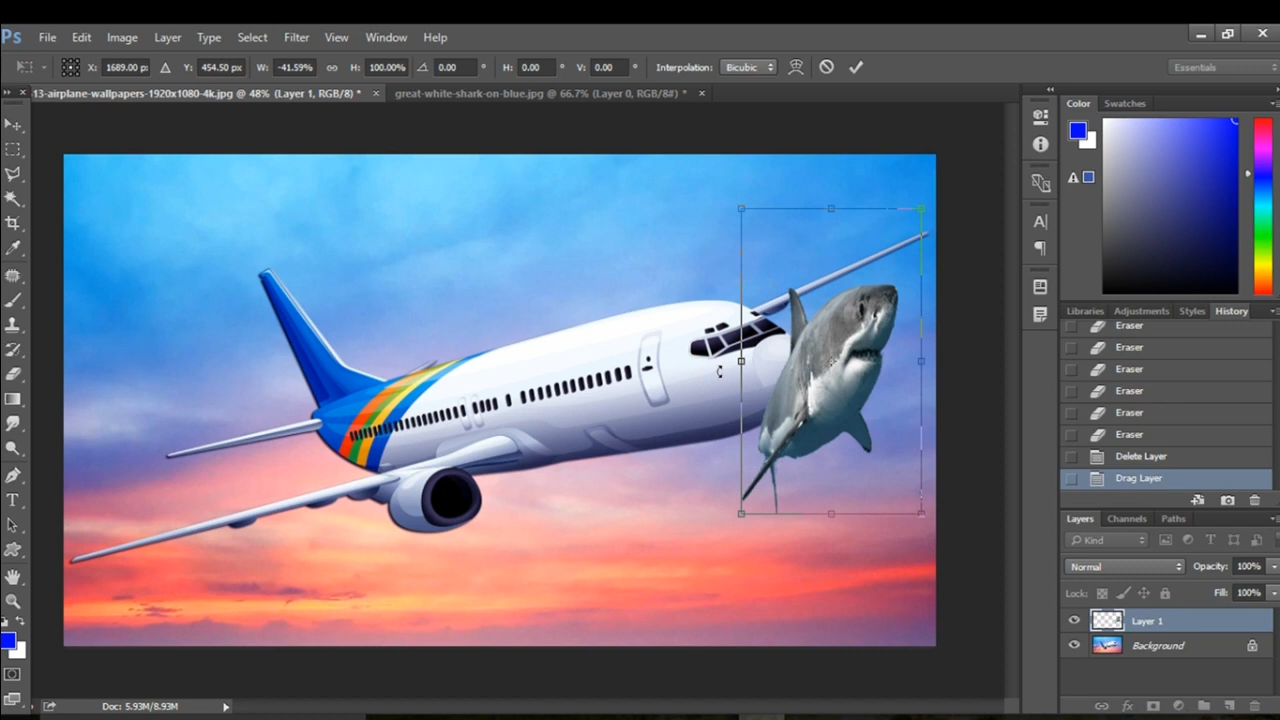 Ps File Edit Image Layer Type Select Filter View Window Help
X: 1689.00 p: Y: 454.50 px W: -41.59% H: 100.00% 0.00 ° H: 0.00 ° V: 0.00 ° Interpolation: Bicubic Essentials
13-airplane-wallpapers-1920x1080-4k.jpg @ 48% (Layer 1, RGB/8) * × great-white-shark-on-blue.jpg @ 66.7% (Layer 0, RGB/8#) * ×
Color Swatches
Libraries Adjustments Styles History
Eraser
Eraser
Eraser
Eraser
Eraser
Eraser
Delete Layer
Drag Layer
Layers Channels Paths
Kind
Normal Opacity: 100%
Lock: Fill: 100%
Layer 1
Background
Doc: 5.93M/8.93M